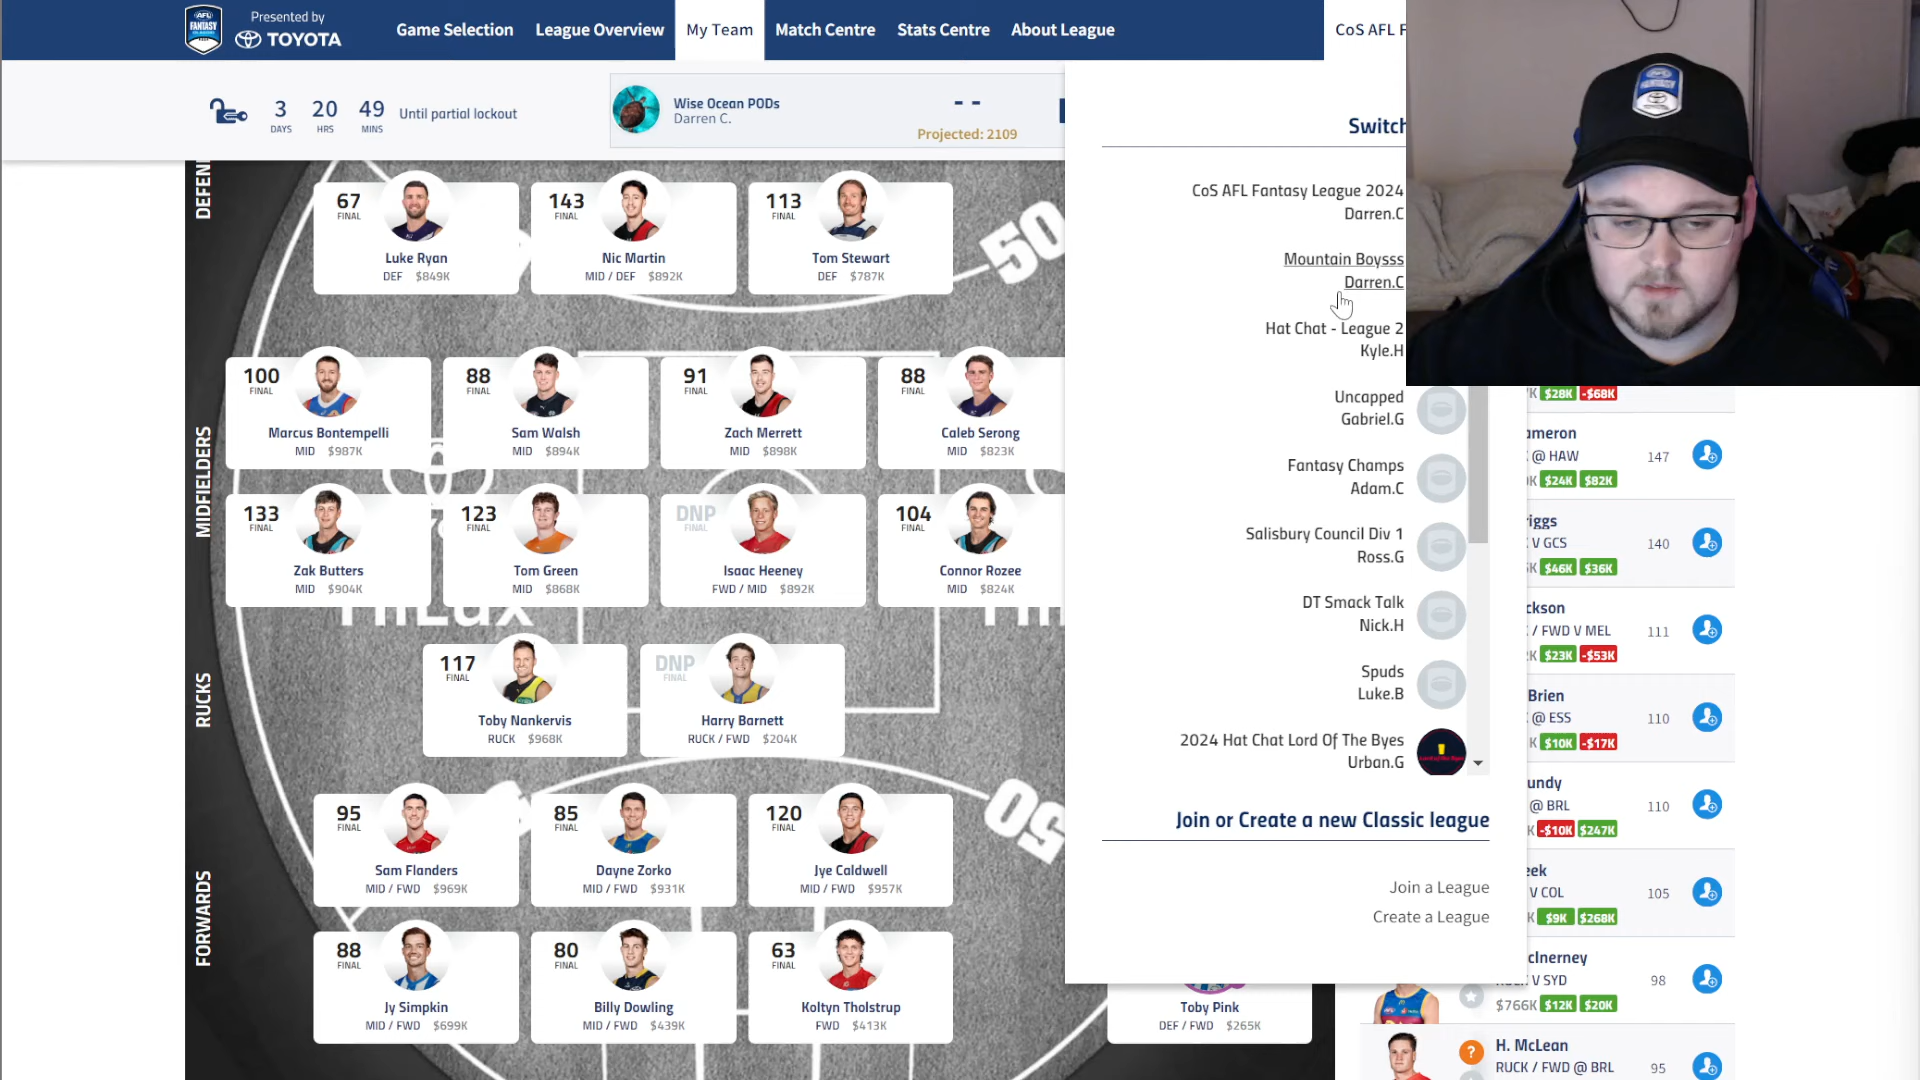 AFL
FANTASY
CLASSIC
Presented by
TOYOTA
Game Selection
League Overview
My Team
Match Centre
Stats Centre
About League
CoS AFL F
3
DAYS
20
HRS
49
MINS
Until partial lockout
Wise Ocean PODs
Darren C.
- -
Projected: 2109
Switch
CoS AFL Fantasy League 2024
Darren.C
Mountain Boysss
Darren.C
Hat Chat - League 2
Kyle.H
Uncapped
Gabriel.G
Fantasy Champs
Adam.C
Salisbury Council Div 1
Ross.G
DT Smack Talk
Nick.H
Spuds
Luke.B
2024 Hat Chat Lord Of The Byes
Urban.G
Join or Create a new Classic league
Join a League
Create a League
DEFEN
67
FINAL
Luke Ryan
DEF $849K
143
FINAL
Nic Martin
MID / DEF $892K
113
FINAL
Tom Stewart
DEF $787K
50
MIDFIELDERS
100
FINAL
Marcus Bontempelli
MID $987K
88
FINAL
Sam Walsh
MID $894K
91
FINAL
Zach Merrett
MID $898K
88
FINAL
Caleb Serong
MID $823K
133
FINAL
Zak Butters
MID $904K
123
FINAL
Tom Green
MID $868K
DNP
FINAL
Isaac Heeney
FWD / MID $892K
104
FINAL
Connor Rozee
MID $824K
RUCKS
117
FINAL
Toby Nankervis
RUCK $968K
DNP
FINAL
Harry Barnett
RUCK / FWD $204K
FORWARDS
95
FINAL
Sam Flanders
MID / FWD $969K
85
FINAL
Dayne Zorko
MID / FWD $931K
120
FINAL
Jye Caldwell
MID / FWD $957K
50
88
FINAL
Jy Simpkin
MID / FWD $699K
80
FINAL
Billy Dowling
MID / FWD $439K
63
FINAL
Koltyn Tholstrup
FWD $413K
Toby Pink
DEF / FWD $265K
K $28K -$68K
ameron
@ HAW
147
K $24K $82K
riggs
V GCS
140
K $46K $36K
ckson
/ FWD V MEL
111
K $23K -$53K
Brien
@ ESS
110
K $10K -$17K
undy
@ BRL
110
K -$10K $247K
eek
V COL
105
K $9K $268K
cInerney
V SYD
98
$766K $12K $20K
?
H. McLean
RUCK / FWD @ BRL
95